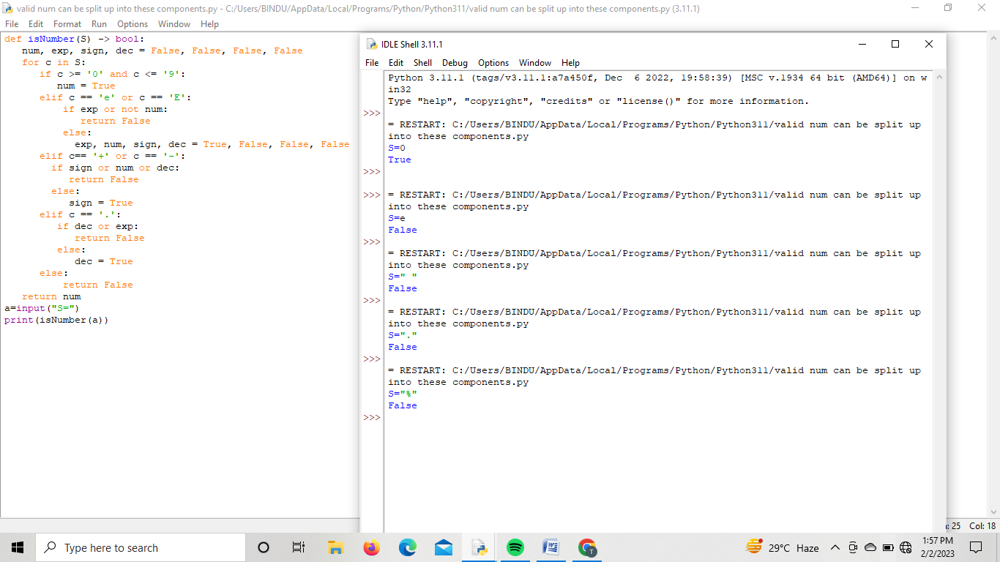 valid num can be split up into these components.py - C:/Users/BINDU/AppData/Local/Programs/Python/Python311/valid num can be split up into these components.py (3.11.1)
File Edit Format Run Options Window Help
def isNumber(S) -> bool:
   num, exp, sign, dec = False, False, False, False
   for c in S:
      if c >= '0' and c <= '9':
         num = True
      elif c == 'e' or c == 'E':
          if exp or not num:
             return False
          else:
            exp, num, sign, dec = True, False, False, False
      elif c== '+' or c == '-':
        if sign or num or dec:
           return False
        else:
           sign = True
      elif c == '.':
         if dec or exp:
            return False
         else:
            dec = True
      else:
          return False
   return num
a=input("S=")
print(isNumber(a))
IDLE Shell 3.11.1
File Edit Shell Debug Options Window Help
Python 3.11.1 (tags/v3.11.1:a7a450f, Dec  6 2022, 19:58:39) [MSC v.1934 64 bit (AMD64)] on w
in32
Type "help", "copyright", "credits" or "license()" for more information.
>>>
= RESTART: C:/Users/BINDU/AppData/Local/Programs/Python/Python311/valid num can be split up
into these components.py
S=0
True
>>>
>>> = RESTART: C:/Users/BINDU/AppData/Local/Programs/Python/Python311/valid num can be split up
into these components.py
S=e
False
>>>
= RESTART: C:/Users/BINDU/AppData/Local/Programs/Python/Python311/valid num can be split up
into these components.py
S=" "
False
>>>
= RESTART: C:/Users/BINDU/AppData/Local/Programs/Python/Python311/valid num can be split up
into these components.py
S="."
False
>>>
= RESTART: C:/Users/BINDU/AppData/Local/Programs/Python/Python311/valid num can be split up
into these components.py
S="%"
False
>>>
: 25 Col: 18
Type here to search
T
29°C Haze
1:57 PM
2/2/2023